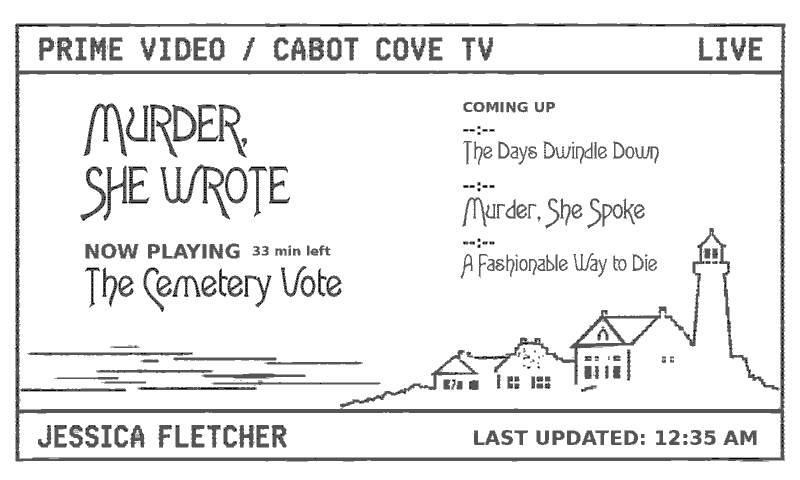 PRIME VIDEO / CABOT COVE TV
LIVE
MURDER,
SHE WROTE
NOW PLAYING 33 min left
The Cemetery Vote
COMING UP
--:--
The Days Dwindle Down
--:--
Murder, She Spoke
--:--
A Fashionable Way to Die
JESSICA FLETCHER
LAST UPDATED: 12:35 AM